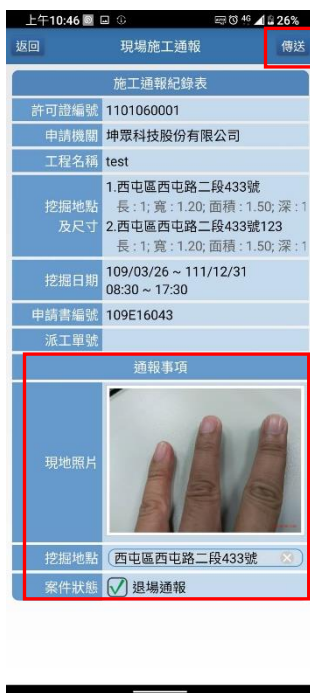 上午10:46 4G 26%
返回 現場施工通報 傳送
施工通報紀錄表
許可證編號 1101060001
申請機關 坤眾科技股份有限公司
工程名稱 test
挖掘地點及尺寸
1.西屯區西屯路二段433號
長 : 1; 寬 : 1.20; 面積 : 1.50; 深 : 1
2.西屯區西屯路二段433號123
長 : 1; 寬 : 1.20; 面積 : 1.50; 深 : 1
挖掘日期
109/03/26 ~ 111/12/31
08:30 ~ 17:30
申請書編號 109E16043
派工單號
通報事項
現地照片
挖掘地點 西屯區西屯路二段433號
案件狀態 退場通報